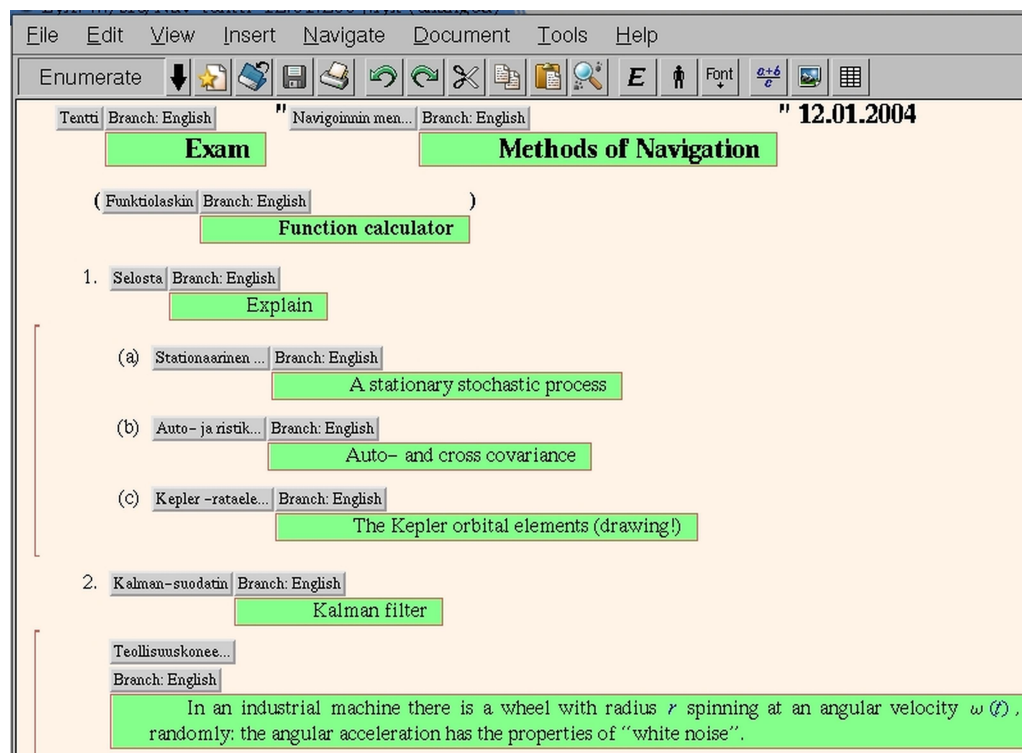 File Edit View Insert Navigate Document Tools Help
Enumerate E Font a+b c
Tentti Branch: English " Navigoinnin men... Branch: English " 12.01.2004
Exam Methods of Navigation
( Funktiolaskin Branch: English )
Function calculator
1. Selosta Branch: English
Explain
(a) Stationaarinen ... Branch: English
A stationary stochastic process
(b) Auto- ja ristik... Branch: English
Auto- and cross covariance
(c) Kepler -rataele... Branch: English
The Kepler orbital elements (drawing!)
2. Kalman-suodatin Branch: English
Kalman filter
Teollisuuskonee...
Branch: English
In an industrial machine there is a wheel with radius r spinning at an angular velocity ω (t) ,
randomly: the angular acceleration has the properties of "white noise".